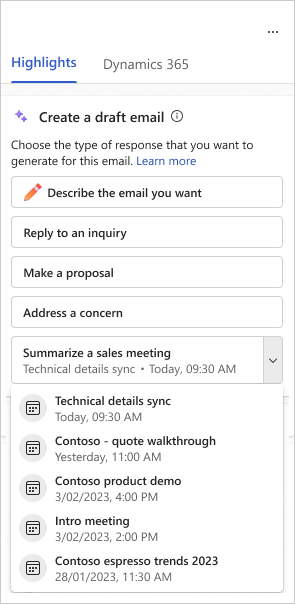 ...
Highlights
Dynamics 365
Create a draft email
Choose the type of response that you want to
generate for this email. Learn more
Describe the email you want
Reply to an inquiry
Make a proposal
Address a concern
Summarize a sales meeting
Technical details sync • Today, 09:30 AM
Technical details sync
Today, 09:30 AM
Contoso - quote walkthrough
Yesterday, 11:00 AM
Contoso product demo
3/02/2023, 4:00 PM
Intro meeting
3/02/2023, 2:00 PM
Contoso espresso trends 2023
28/01/2023, 11:30 AM